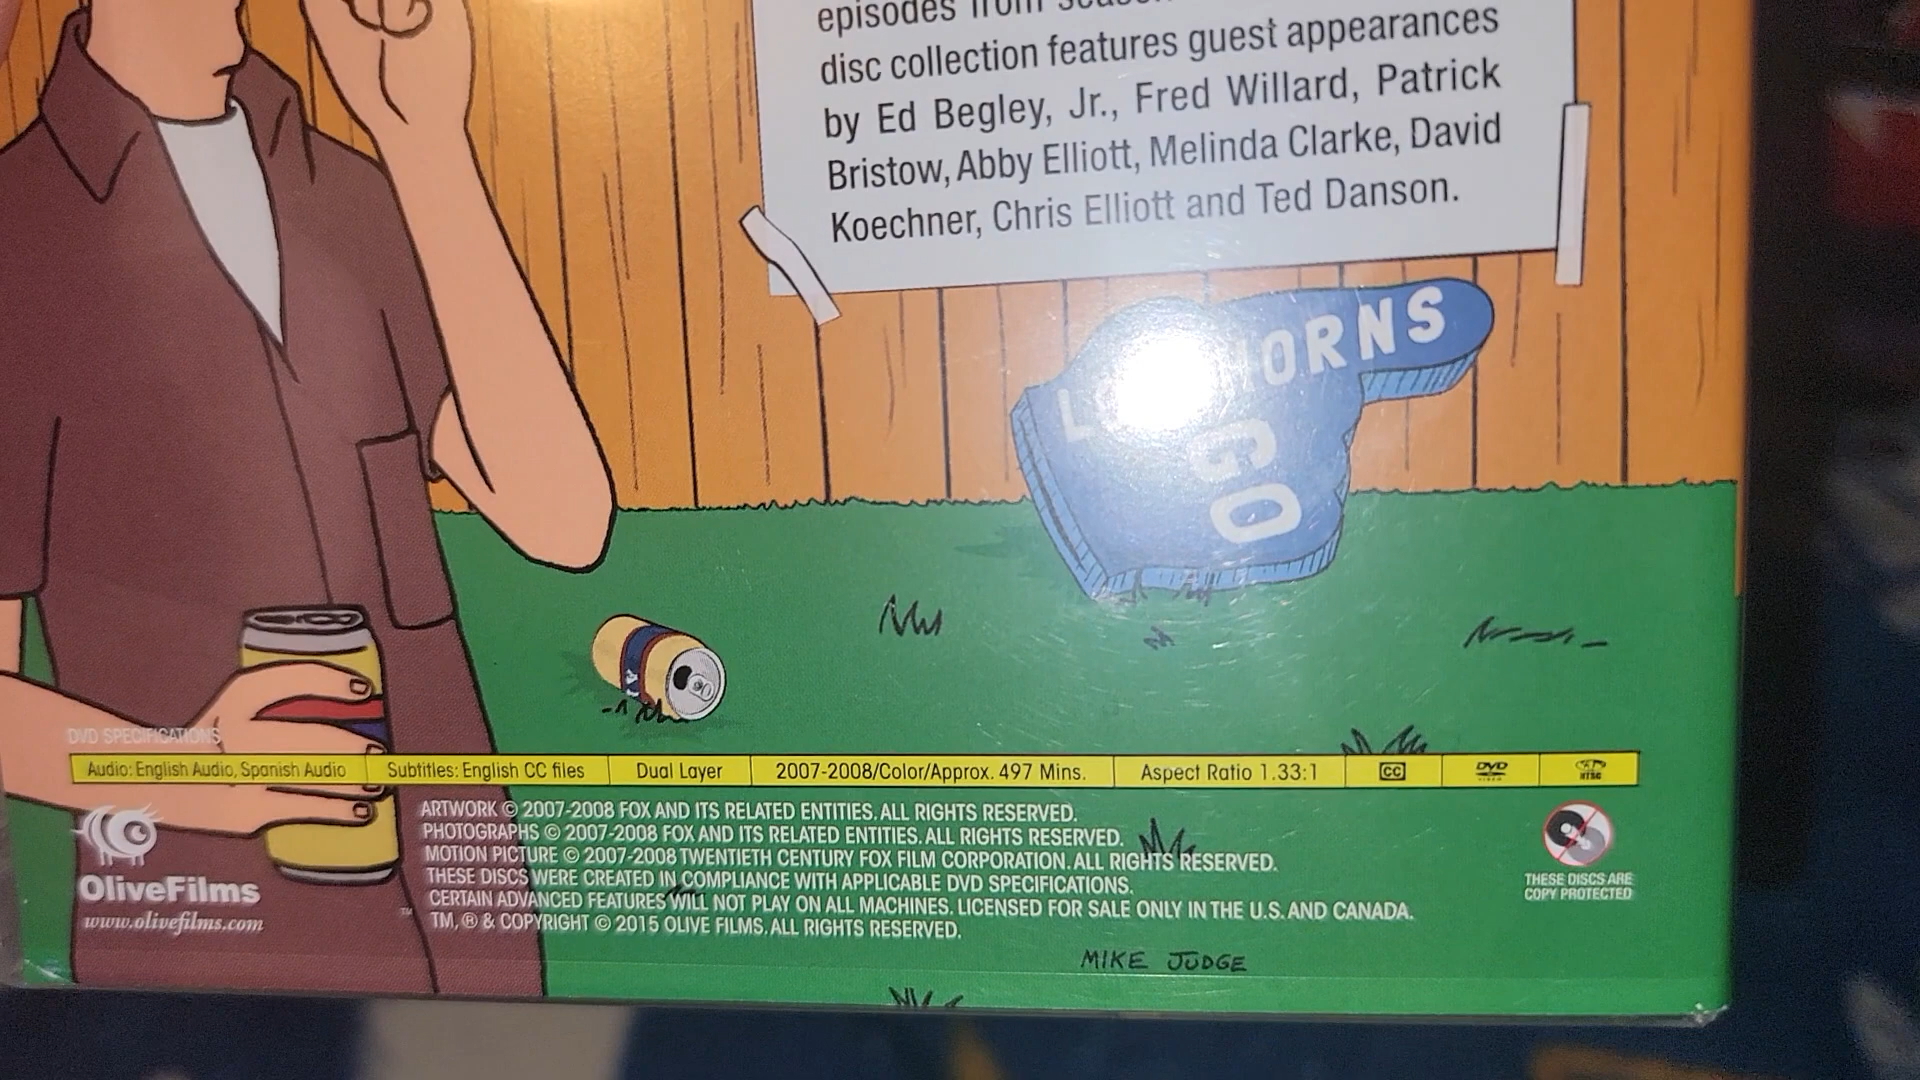 episodes from
disc collection features guest appearances
by Ed Begley, Jr., Fred Willard, Patrick
Bristow, Abby Elliott, Melinda Clarke, David
Koechner, Chris Elliott and Ted Danson.
ORNS
GO
DVD SPECIFICATIONS
Audio: English Audio, Spanish Audio Subtitles: English CC files Dual Layer 2007-2008/Color/Approx. 497 Mins. Aspect Ratio 1.33:1 CC DVD VIDEO NTSC
ARTWORK © 2007-2008 FOX AND ITS RELATED ENTITIES. ALL RIGHTS RESERVED.
PHOTOGRAPHS © 2007-2008 FOX AND ITS RELATED ENTITIES. ALL RIGHTS RESERVED.
MOTION PICTURE © 2007-2008 TWENTIETH CENTURY FOX FILM CORPORATION. ALL RIGHTS RESERVED.
THESE DISCS WERE CREATED IN COMPLIANCE WITH APPLICABLE DVD SPECIFICATIONS.
CERTAIN ADVANCED FEATURES WILL NOT PLAY ON ALL MACHINES. LICENSED FOR SALE ONLY IN THE U.S. AND CANADA.
TM, ® & COPYRIGHT © 2015 OLIVE FILMS. ALL RIGHTS RESERVED.
OliveFilms™
www.olivefilms.com
THESE DISCS ARE
COPY PROTECTED
MIKE JUDGE